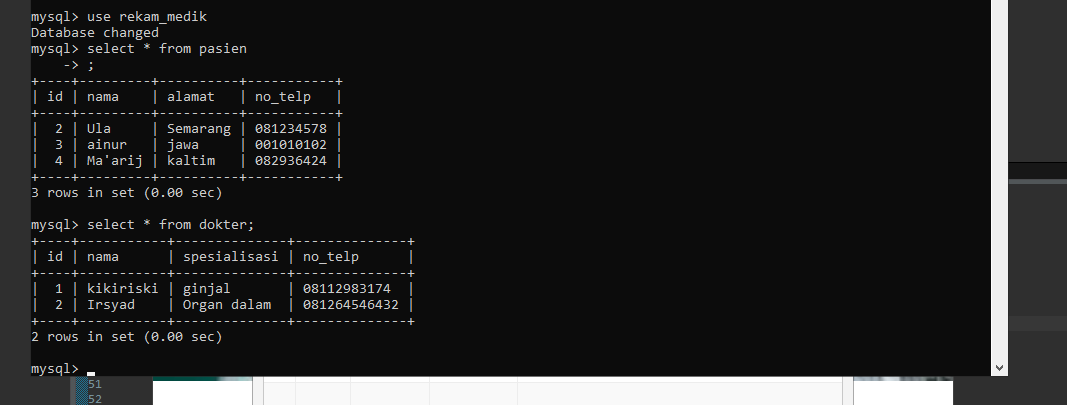 mysql> use rekam_medik
Database changed
mysql> select * from pasien
    -> ;
+----+---------+----------+-----------+
| id | nama    | alamat   | no_telp   |
+----+---------+----------+-----------+
|  2 | Ula     | Semarang | 081234578 |
|  3 | ainur   | jawa     | 001010102 |
|  4 | Ma'arij | kaltim   | 082936424 |
+----+---------+----------+-----------+
3 rows in set (0.00 sec)
mysql> select * from dokter;
+----+-----------+--------------+--------------+
| id | nama      | spesialisasi | no_telp      |
+----+-----------+--------------+--------------+
|  1 | kikiriski | ginjal       | 08112983174  |
|  2 | Irsyad    | Organ dalam  | 081264546432 |
+----+-----------+--------------+--------------+
2 rows in set (0.00 sec)
mysql>
51
52